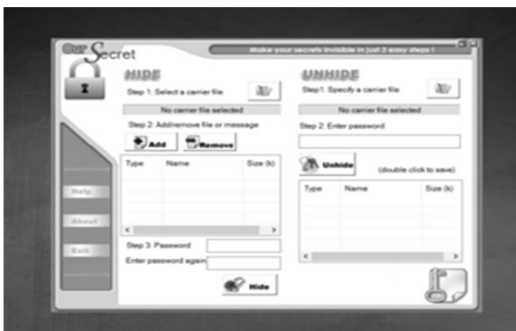 Our Secret
Make your secrets invisible in just 3 easy steps !
HIDE
Step 1: Select a carrier file
No carrier file selected
Step 2: Add/remove file or message
Add
Remove
Type Name Size (k)
Step 3: Password
Enter password again
Hide
UNHIDE
Step1: Specify a carrier file
No carrier file selected
Step 2: Enter password
Unhide
(double click to save)
Type Name Size (k)
Help
About
Exit